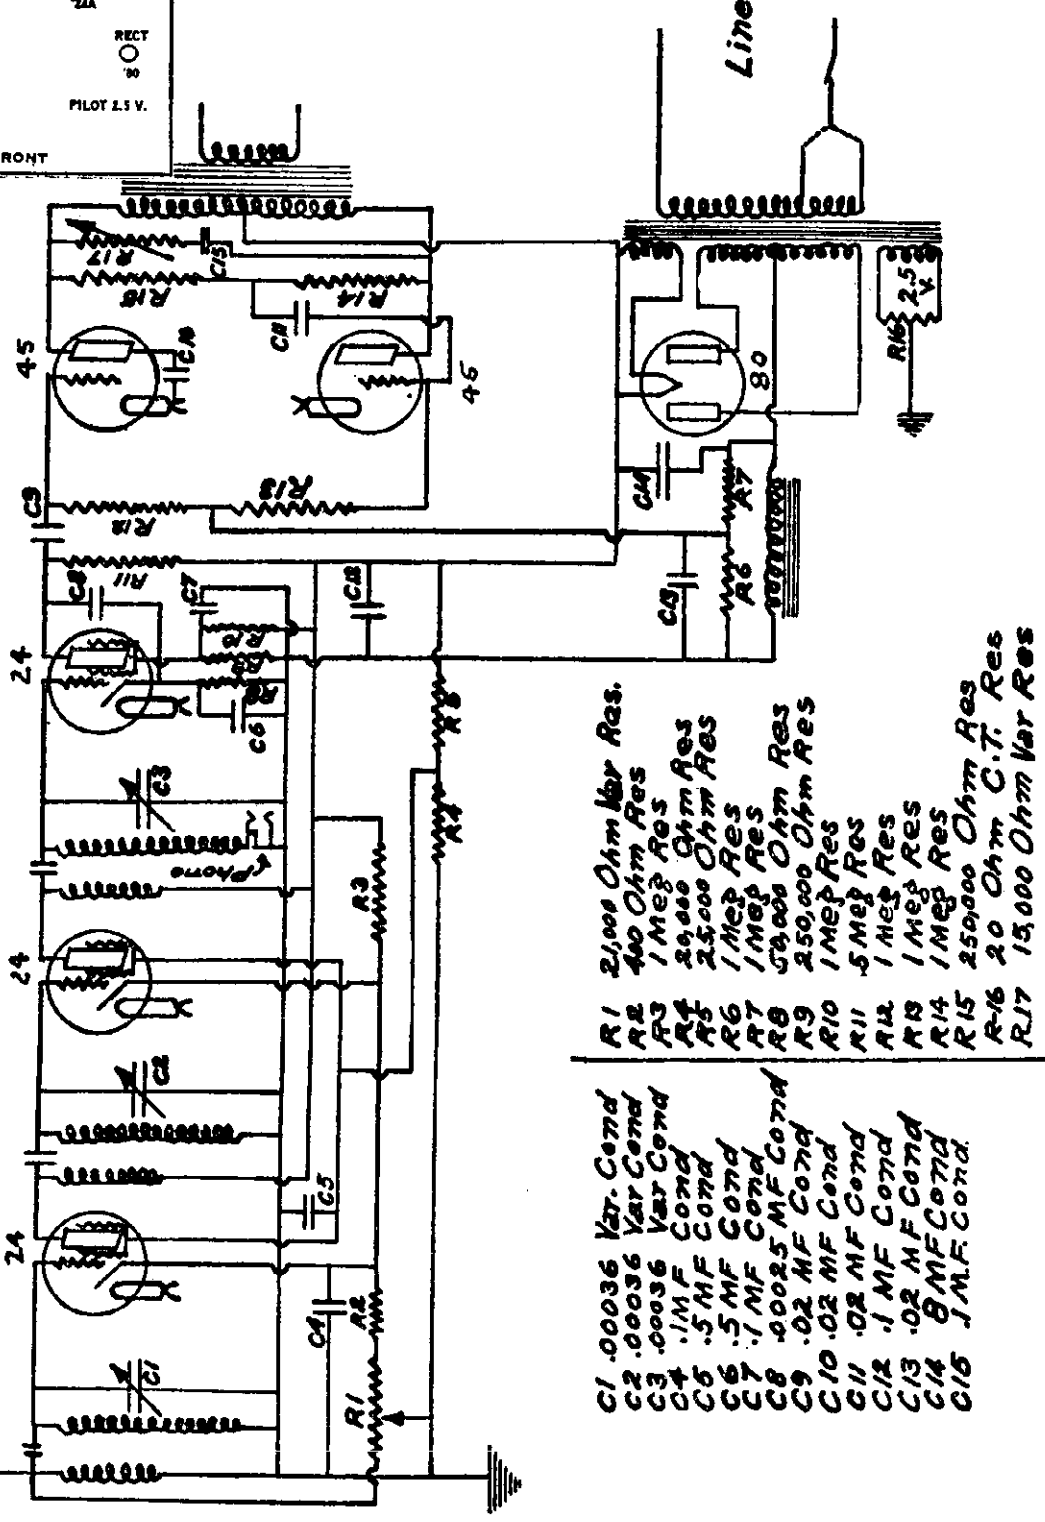 24A
RECT
'80
PILOT 2.5 V.
RONT
Line
24
24
24
45
45
80
C1
C2
C3
Phono
C4
C5
C6
C7
C8
C9
C10
C11
C12
C13
C14
C15
R1
R2
R3
R4
R5
R6
R7
R8
R9
R10
R11
R12
R13
R14
R15
R16
R17
2.5
V.
C1 .00036 Var. Cond
C2 .00036 Var Cond
C3 .00036 Var Cond
C4 .1 MF Cond
C5 .5 MF Cond
C6 .5 MF Cond
C7 .1 MF Cond
C8 .00025 MF Cond
C9 .02 MF Cond
C10 .02 MF Cond
C11 .02 MF Cond
C12 .1 MF Cond
C13 .02 MF Cond
C14 8 MF Cond
C15 .1 M.F. Cond.
R1 21,000 Ohm Var Res.
R2 400 Ohm Res
R3 1 Meg Res
R4 20,000 Ohm Res
R5 25,000 Ohm Res
R6 1 Meg Res
R7 1 Meg Res
R8 50,000 Ohm Res
R9 250,000 Ohm Res
R10 1 Meg Res
R11 .5 Meg Res
R12 1 Meg Res
R13 1 Meg Res
R14 1 Meg Res
R15 250,000 Ohm Res
R-16 20 Ohm C.T. Res
R17 15,000 Ohm Var Res